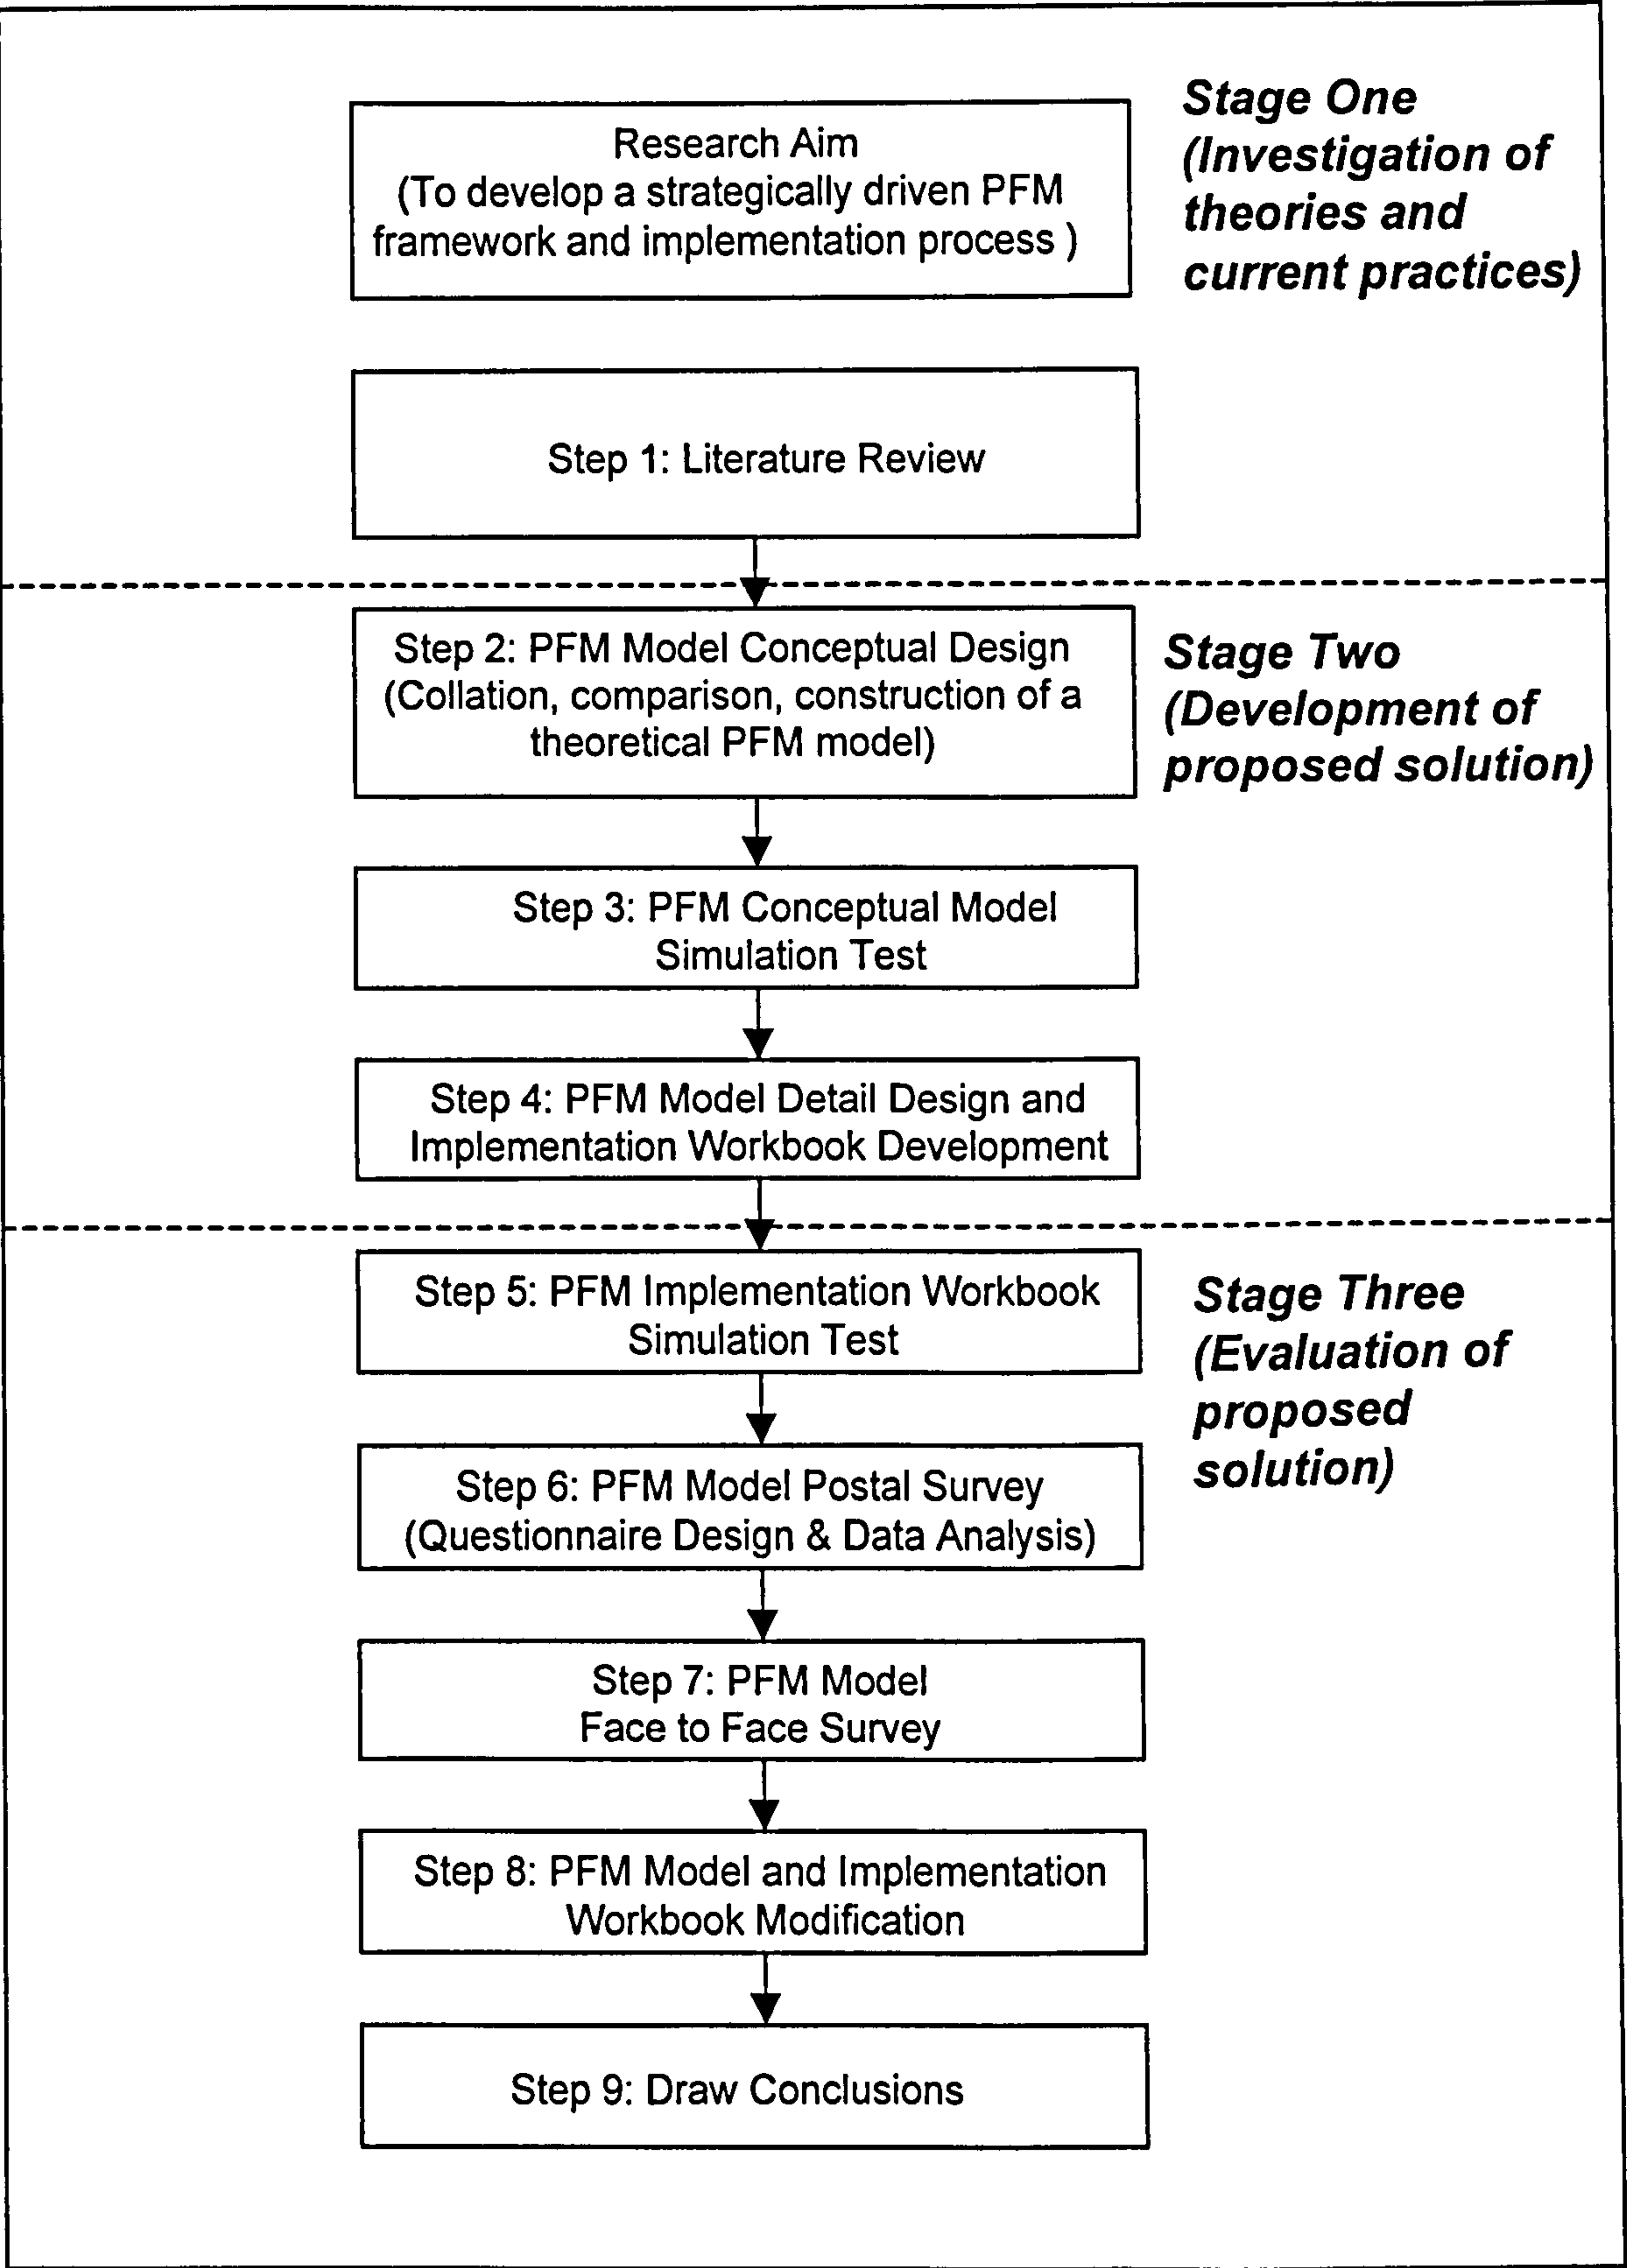 Research Aim
(To develop a strategically driven PFM
framework and implementation process )
Stage One
(Investigation of
theories and
current practices)
Step 1: Literature Review
Step 2: PFM Model Conceptual Design
(Collation, comparison, construction of a
theoretical PFM model)
Stage Two
(Development of
proposed solution)
Step 3: PFM Conceptual Model
Simulation Test
Step 4: PFM Model Detail Design and
Implementation Workbook Development
Step 5: PFM Implementation Workbook
Simulation Test
Stage Three
(Evaluation of
proposed
solution)
Step 6: PFM Model Postal Survey
(Questionnaire Design & Data Analysis)
Step 7: PFM Model
Face to Face Survey
Step 8: PFM Model and Implementation
Workbook Modification
Step 9: Draw Conclusions